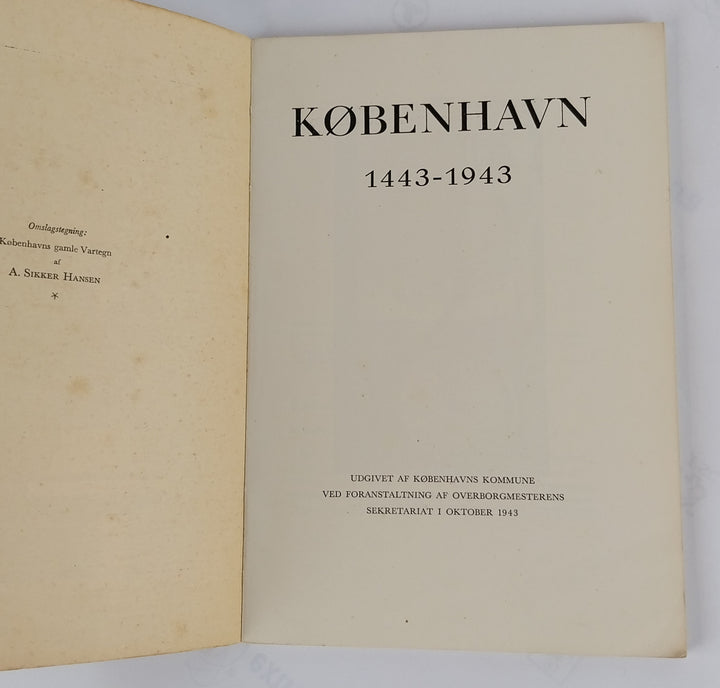 Omslagstegning:
Københavns gamle Vartegn
af
A. SIKKER HANSEN
KØBENHAVN
1443-1943
UDGIVET AF KØBENHAVNS KOMMUNE
VED FORANSTALTNING AF OVERBORGMESTERENS
SEKRETARIAT I OKTOBER 1943